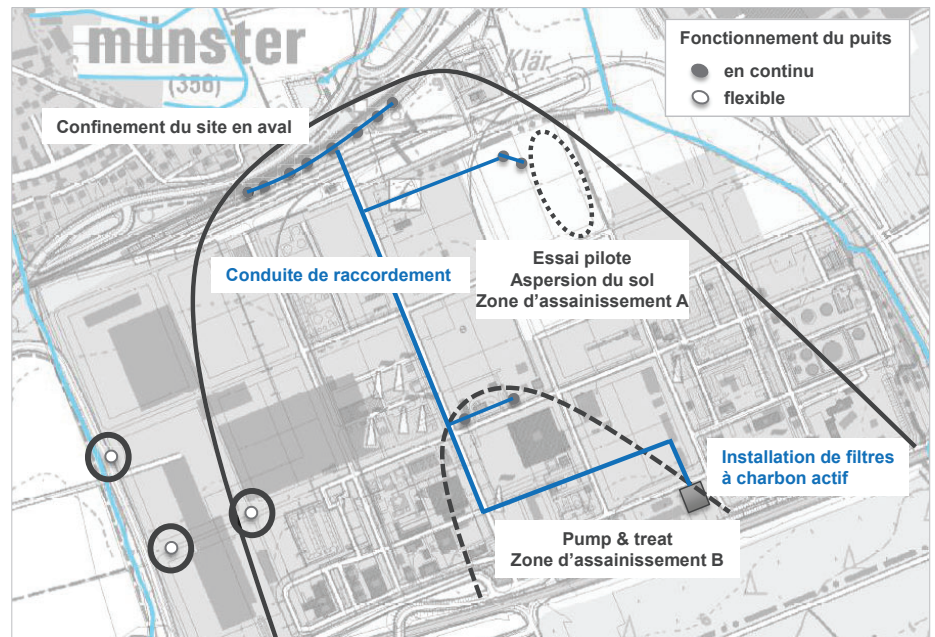 münster
(356)
Klär
Fonctionnement du puits
en continu
flexible
Confinement du site en aval
Conduite de raccordement
Essai pilote
Aspersion du sol
Zone d'assainissement A
Installation de filtres
à charbon actif
Pump & treat
Zone d'assainissement B